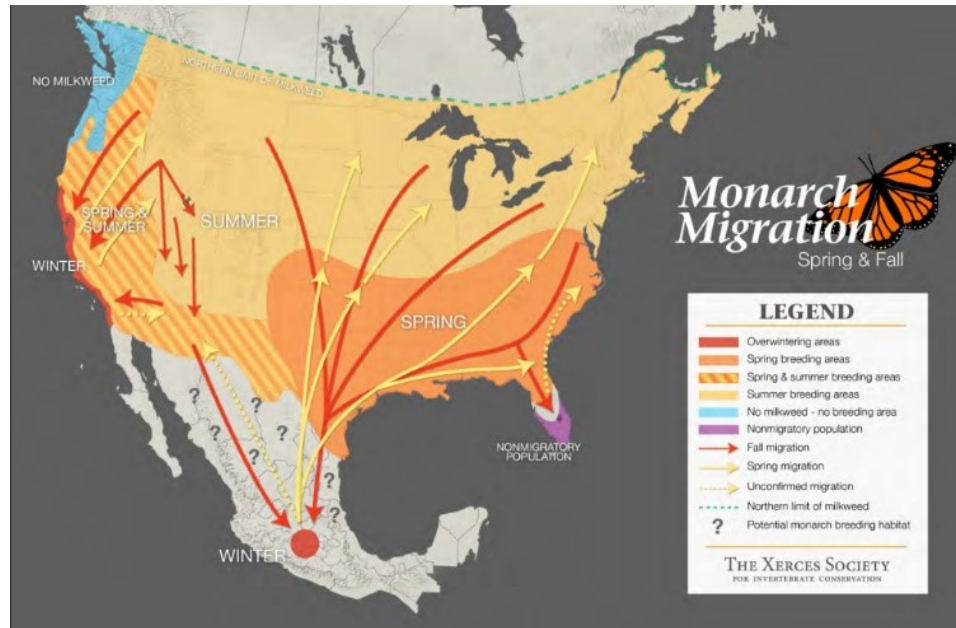 NO MILKWEED
NORTHERN LIMIT OF MILKWEED
Monarch
Migration
Spring & Fall
SPRING &
SUMMER
SUMMER
WINTER
SPRING
LEGEND
Overwintering areas
Spring breeding areas
Spring & summer breeding areas
Summer breeding areas
No milkweed - no breeding area
Nonmigratory population
Fall migration
Spring migration
Unconfirmed migration
Northern limit of milkweed
? Potential monarch breeding habitat
THE XERCES SOCIETY
FOR INVERTEBRATE CONSERVATION
?
?
?
?
?
?
?
NONMIGRATORY
POPULATION
WINTER